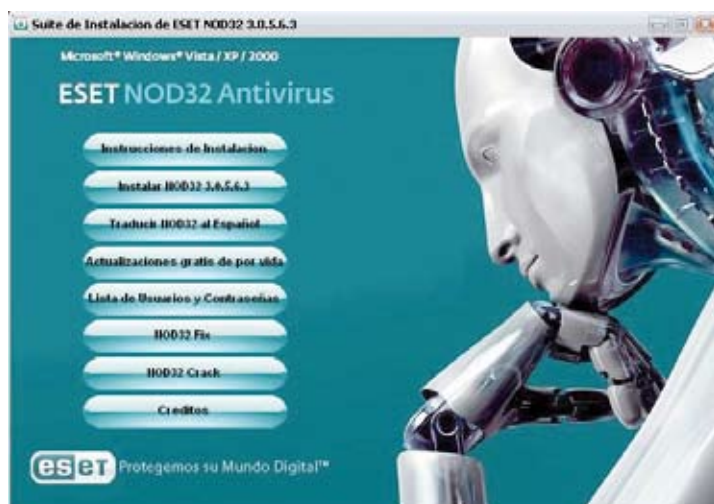 Suite de Instalacion de ESET NOD32 3.0.5.6.3
Microsoft® Windows® Vista / XP / 2000
ESET NOD32 Antivirus
Instrucciones de Instalacion
Instalar NOD32 3.0.5.6.3
Traducir NOD32 al Español
Actualizaciones gratis de por vida
Lista de Usuarios y Contraseñas
NOD32 Fix
NOD32 Crack
Creditos
eseT Protegemos su Mundo Digital™